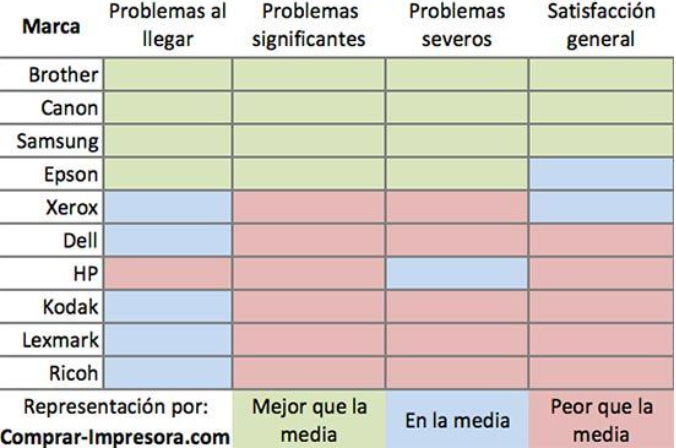 Marca
Problemas al
llegar
Problemas
significantes
Problemas
severos
Satisfacción
general
Brother
Canon
Samsung
Epson
Xerox
Dell
HP
Kodak
Lexmark
Ricoh
Representación por:
Comprar-Impresora.com
Mejor que la
media
En la media
Peor que la
media